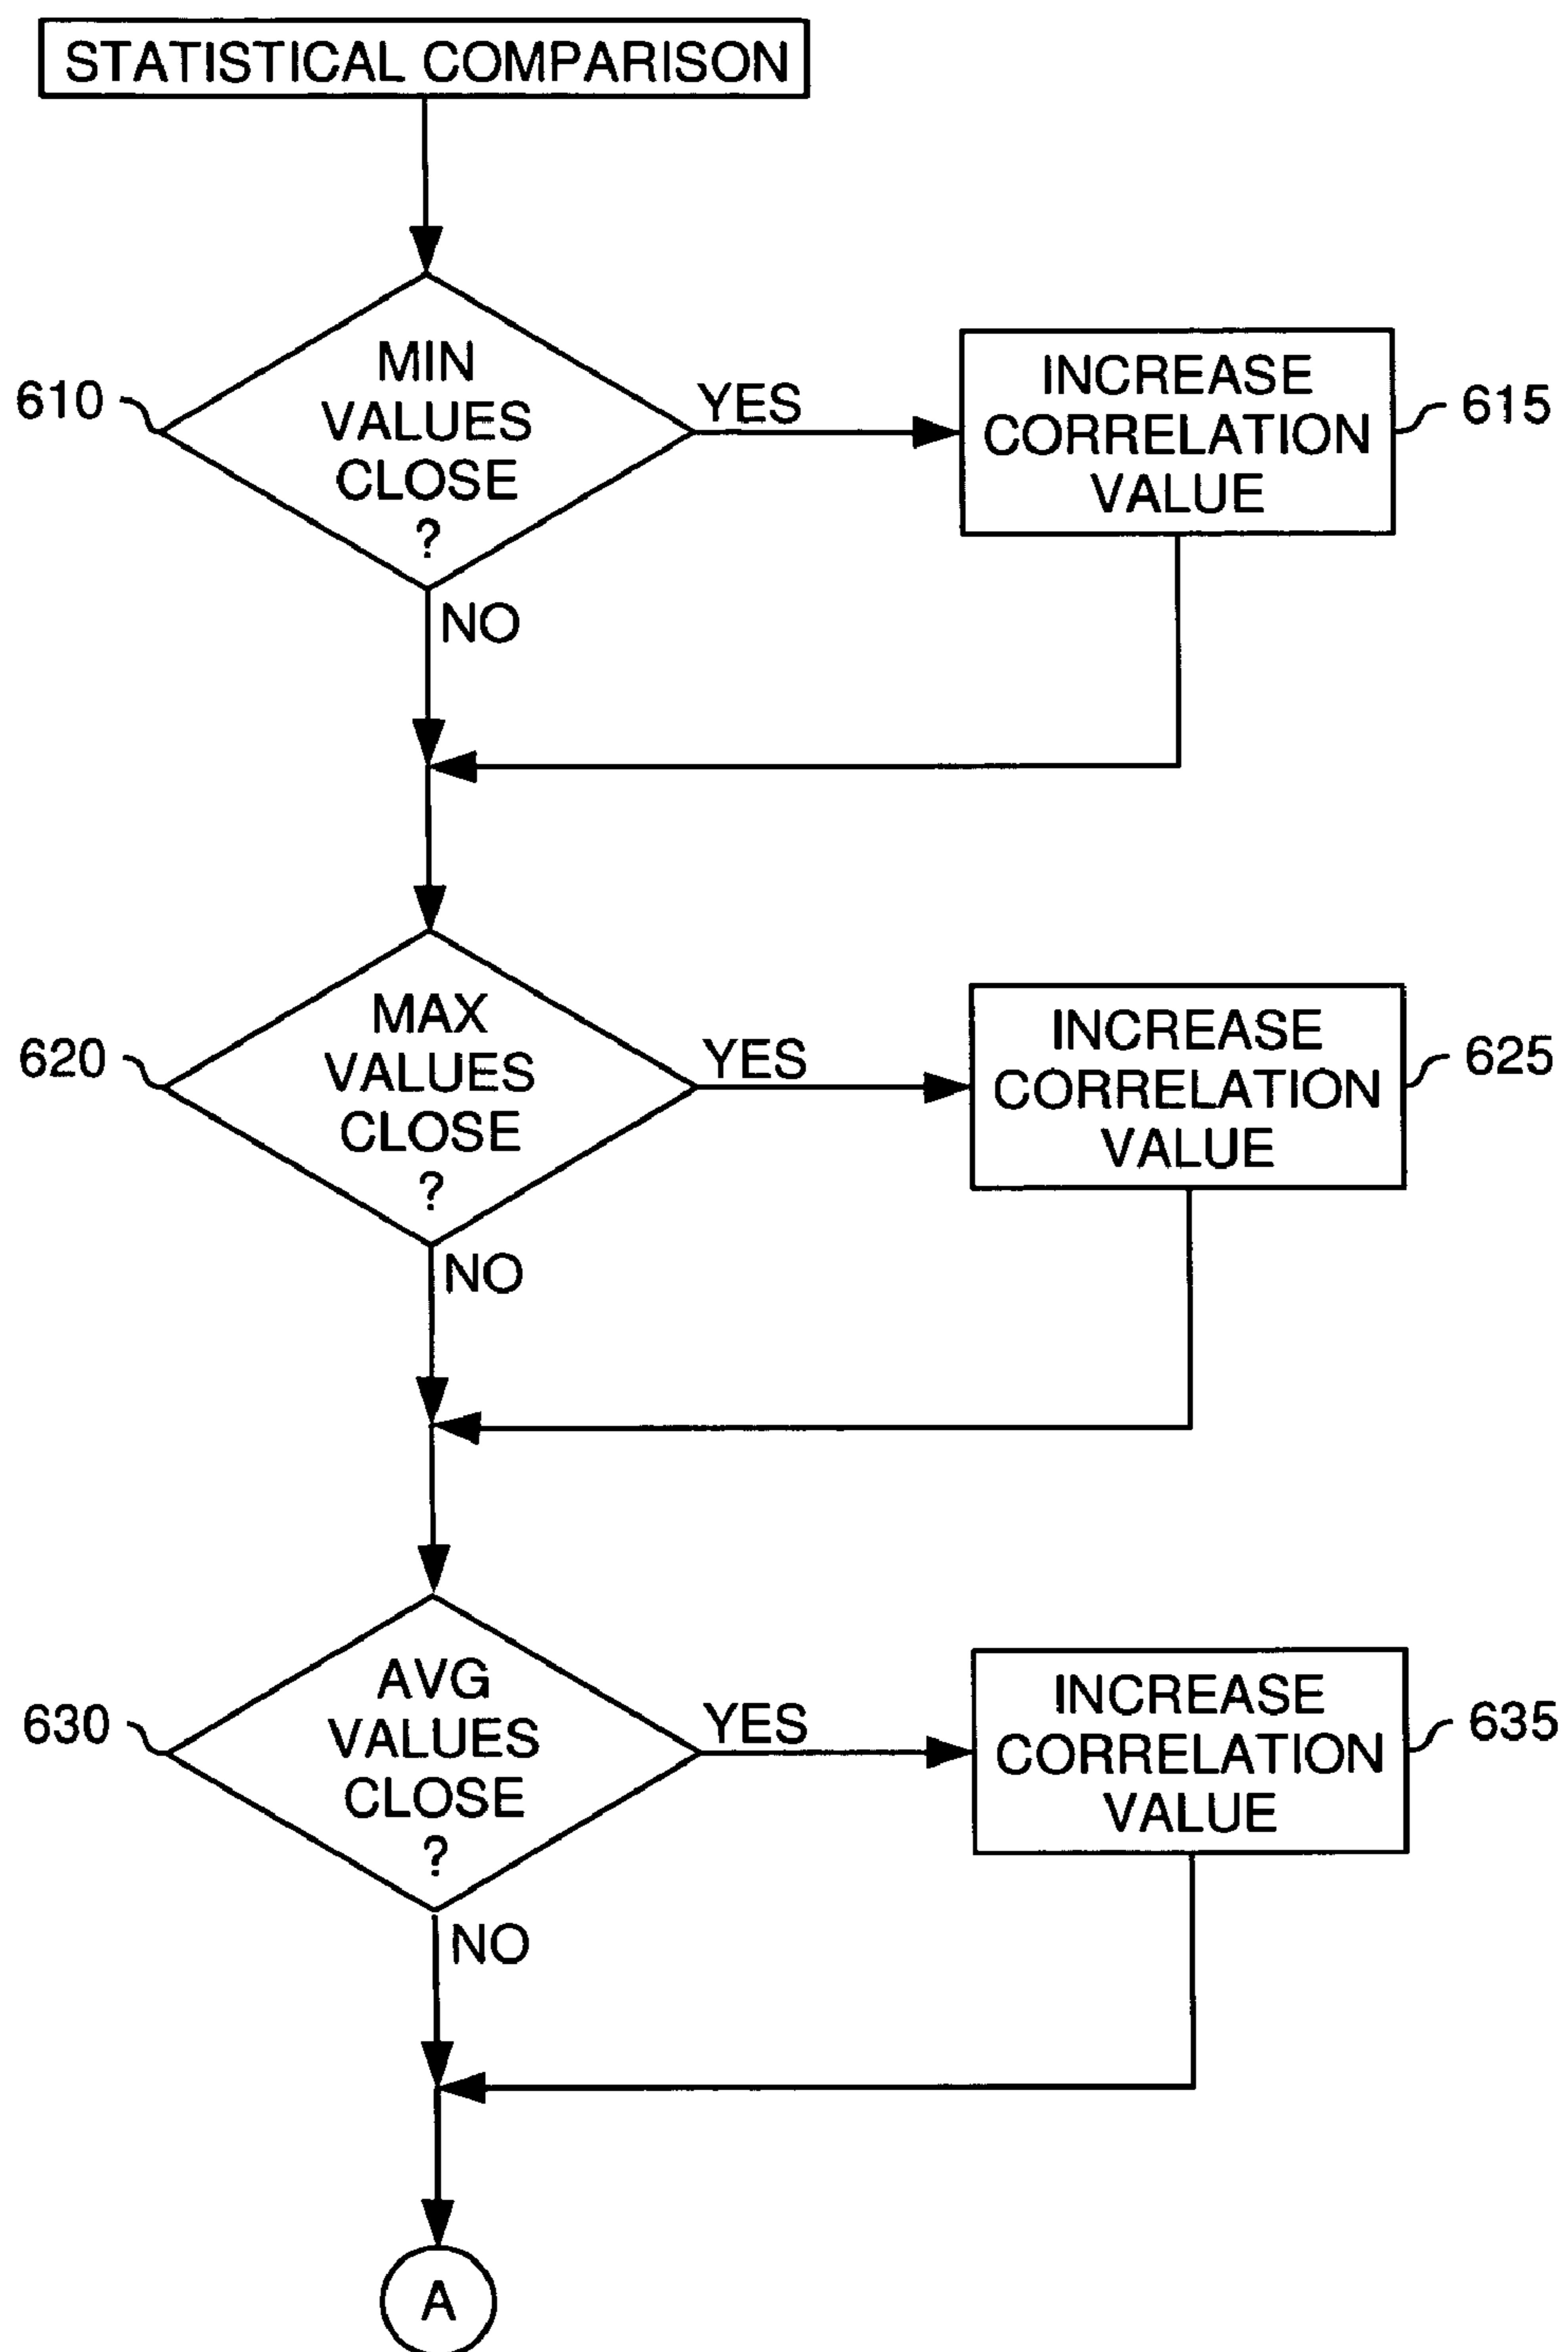 STATISTICAL COMPARISON
610
MIN
VALUES
CLOSE
?
YES
INCREASE
CORRELATION
VALUE
615
NO
620
MAX
VALUES
CLOSE
?
YES
INCREASE
CORRELATION
VALUE
625
NO
630
AVG
VALUES
CLOSE
?
YES
INCREASE
CORRELATION
VALUE
635
NO
A